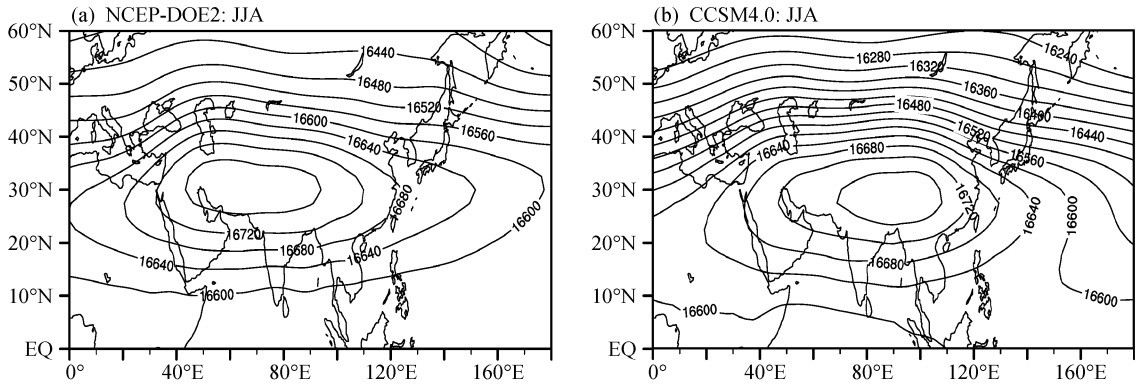 (a) NCEP-DOE2: JJA
60°N
50°N
40°N
30°N
20°N
10°N
EQ
0°
40°E
80°E
120°E
160°E
16440
16480
16520
16560
16600
16640
16680
16600
16720
16680
16640
16640
16600
(b) CCSM4.0: JJA
60°N
50°N
40°N
30°N
20°N
10°N
EQ
0°
40°E
80°E
120°E
160°E
16240
16280
16320
16360
16400
16480
16440
16520
16560
16640
16680
16720
16640
16600
16680
16600
16600